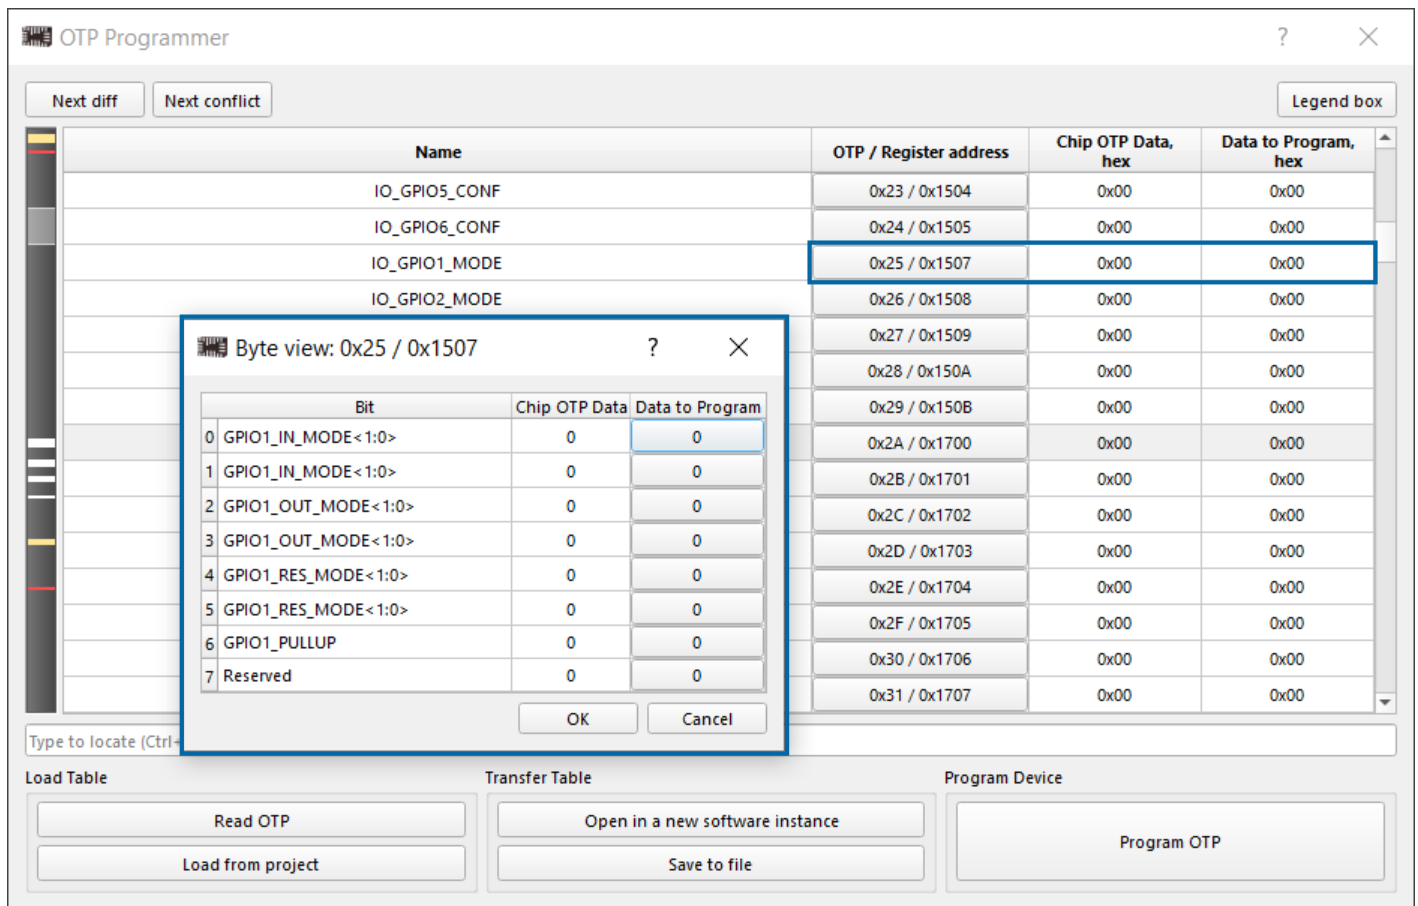 OTP Programmer ?
Next diff Next conflict Legend box
Name OTP / Register address Chip OTP Data, hex Data to Program, hex
IO_GPIO5_CONF 0x23 / 0x1504 0x00 0x00
IO_GPIO6_CONF 0x24 / 0x1505 0x00 0x00
IO_GPIO1_MODE 0x25 / 0x1507 0x00 0x00
IO_GPIO2_MODE 0x26 / 0x1508 0x00 0x00
0x27 / 0x1509 0x00 0x00
0x28 / 0x150A 0x00 0x00
0x29 / 0x150B 0x00 0x00
0x2A / 0x1700 0x00 0x00
0x2B / 0x1701 0x00 0x00
0x2C / 0x1702 0x00 0x00
0x2D / 0x1703 0x00 0x00
0x2E / 0x1704 0x00 0x00
0x2F / 0x1705 0x00 0x00
0x30 / 0x1706 0x00 0x00
0x31 / 0x1707 0x00 0x00
Byte view: 0x25 / 0x1507 ?
Bit Chip OTP Data Data to Program
0 GPIO1_IN_MODE<1:0> 0 0
1 GPIO1_IN_MODE<1:0> 0 0
2 GPIO1_OUT_MODE<1:0> 0 0
3 GPIO1_OUT_MODE<1:0> 0 0
4 GPIO1_RES_MODE<1:0> 0 0
5 GPIO1_RES_MODE<1:0> 0 0
6 GPIO1_PULLUP 0 0
7 Reserved 0 0
OK Cancel
Type to locate (Ctrl+
Load Table Transfer Table Program Device
Read OTP Open in a new software instance Program OTP
Load from project Save to file